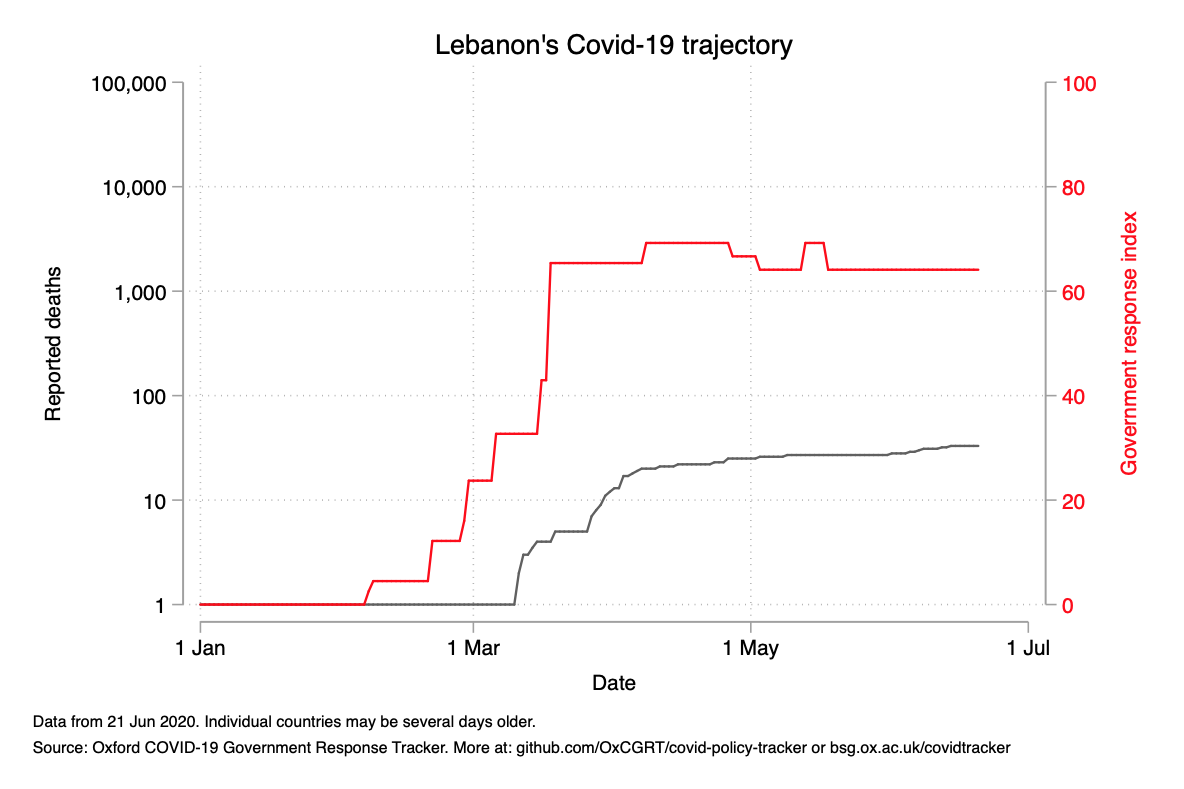 Lebanon's Covid-19 trajectory
100,000
10,000
1,000
100
10
1
Reported deaths
100
80
60
40
20
0
Government response index
1 Jan
1 Mar
1 May
1 Jul
Date
Data from 21 Jun 2020. Individual countries may be several days older.
Source: Oxford COVID-19 Government Response Tracker. More at: github.com/OxCGRT/covid-policy-tracker or bsg.ox.ac.uk/covidtracker